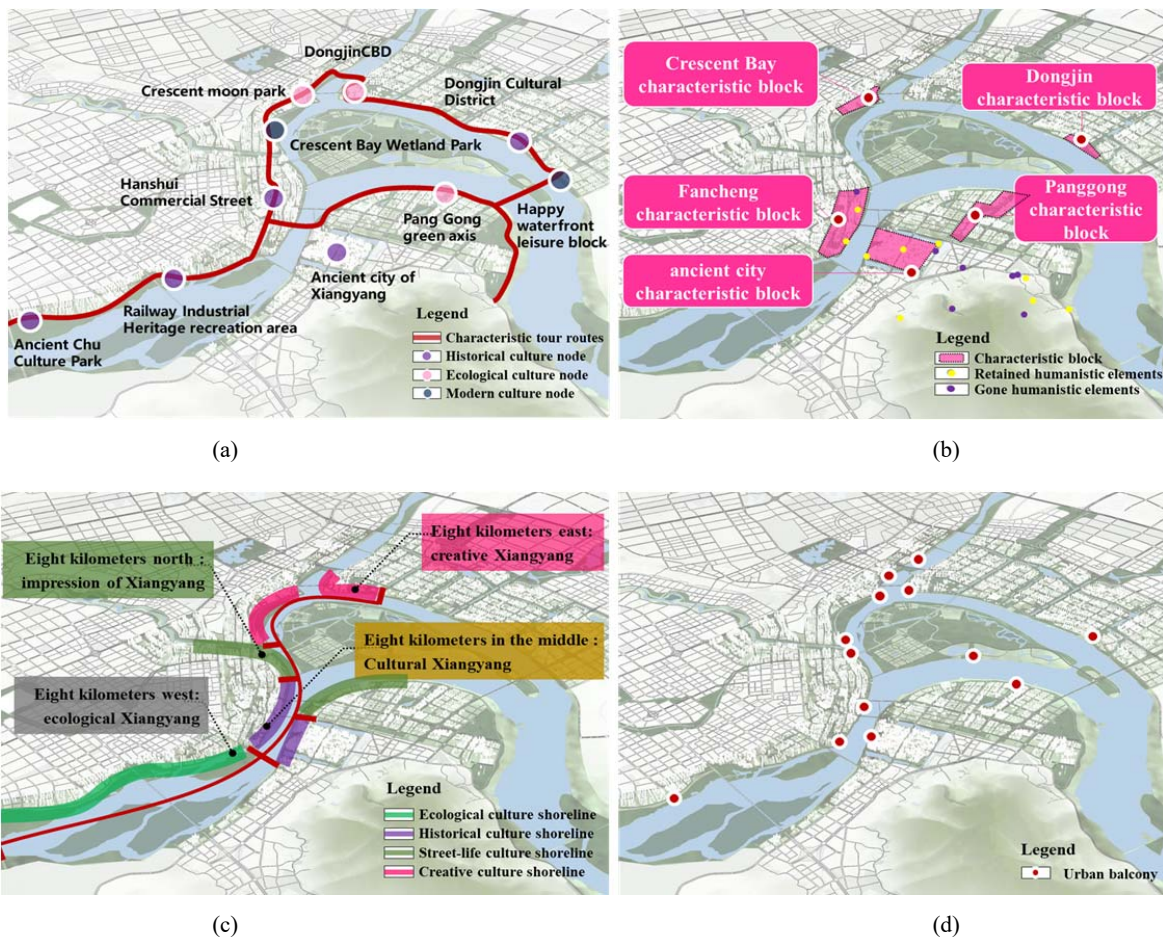 DongjinCBD
Crescent moon park
Dongjin Cultural
District
Crescent Bay Wetland Park
Hanshui
Commercial Street
Pang Gong
green axis
Happy
waterfront
leisure block
Ancient city of
Xiangyang
Railway Industrial
Heritage recreation area
Ancient Chu
Culture Park
Legend
Characteristic tour routes
Historical culture node
Ecological culture node
Modern culture node
(a)
Crescent Bay
characteristic block
Dongjin
characteristic block
Fancheng
characteristic block
Panggong
characteristic
block
ancient city
characteristic block
Legend
Characteristic block
Retained humanistic elements
Gone humanistic elements
(b)
Eight kilometers east:
creative Xiangyang
Eight kilometers north :
impression of Xiangyang
Eight kilometers in the middle :
Cultural Xiangyang
Eight kilometers west:
ecological Xiangyang
Legend
Ecological culture shoreline
Historical culture shoreline
Street-life culture shoreline
Creative culture shoreline
(c)
Legend
Urban balcony
(d)